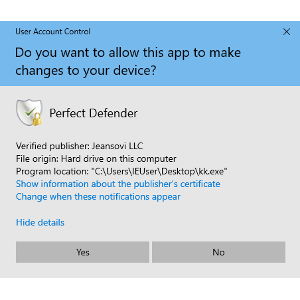 User Account Control
Do you want to allow this app to make
changes to your device?
Perfect Defender
Verified publisher: Jeansovi LLC
File origin: Hard drive on this computer
Program location: "C:\Users\IEUser\Desktop\kk.exe"
Show information about the publisher's certificate
Change when these notifications appear
Hide details
Yes
No